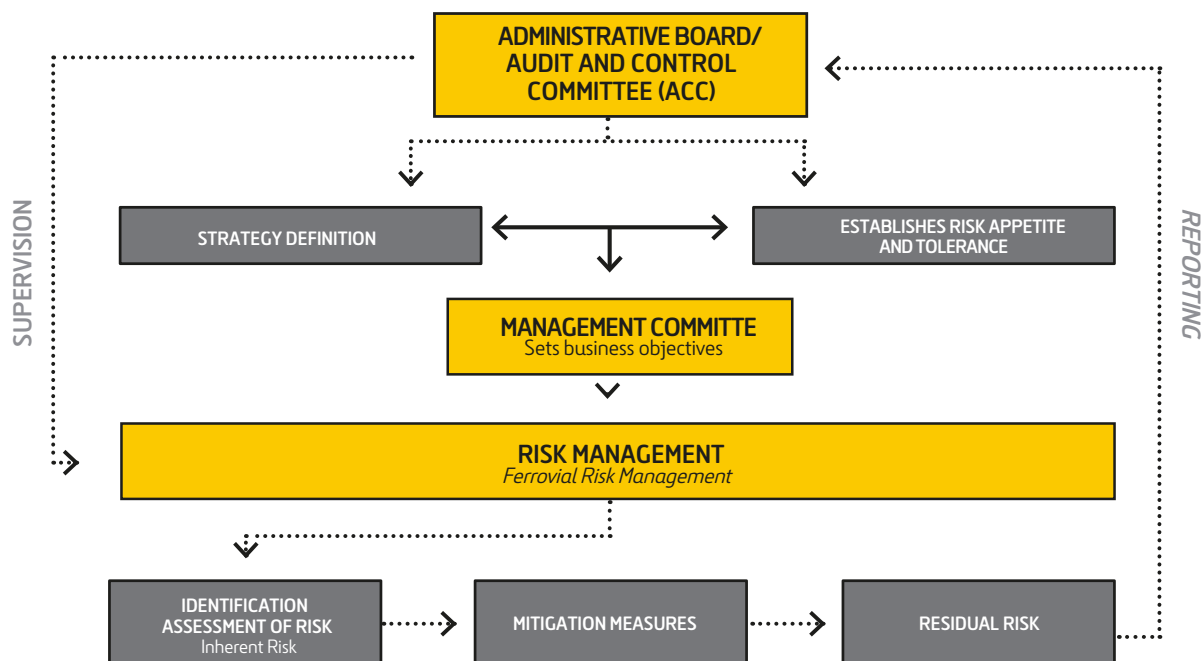 ADMINISTRATIVE BOARD/
AUDIT AND CONTROL
COMMITTEE (ACC)
SUPERVISION
REPORTING
STRATEGY DEFINITION
ESTABLISHES RISK APPETITE
AND TOLERANCE
MANAGEMENT COMMITTE
Sets business objectives
RISK MANAGEMENT
Ferrovial Risk Management
IDENTIFICATION
ASSESSMENT OF RISK
Inherent Risk
MITIGATION MEASURES
RESIDUAL RISK